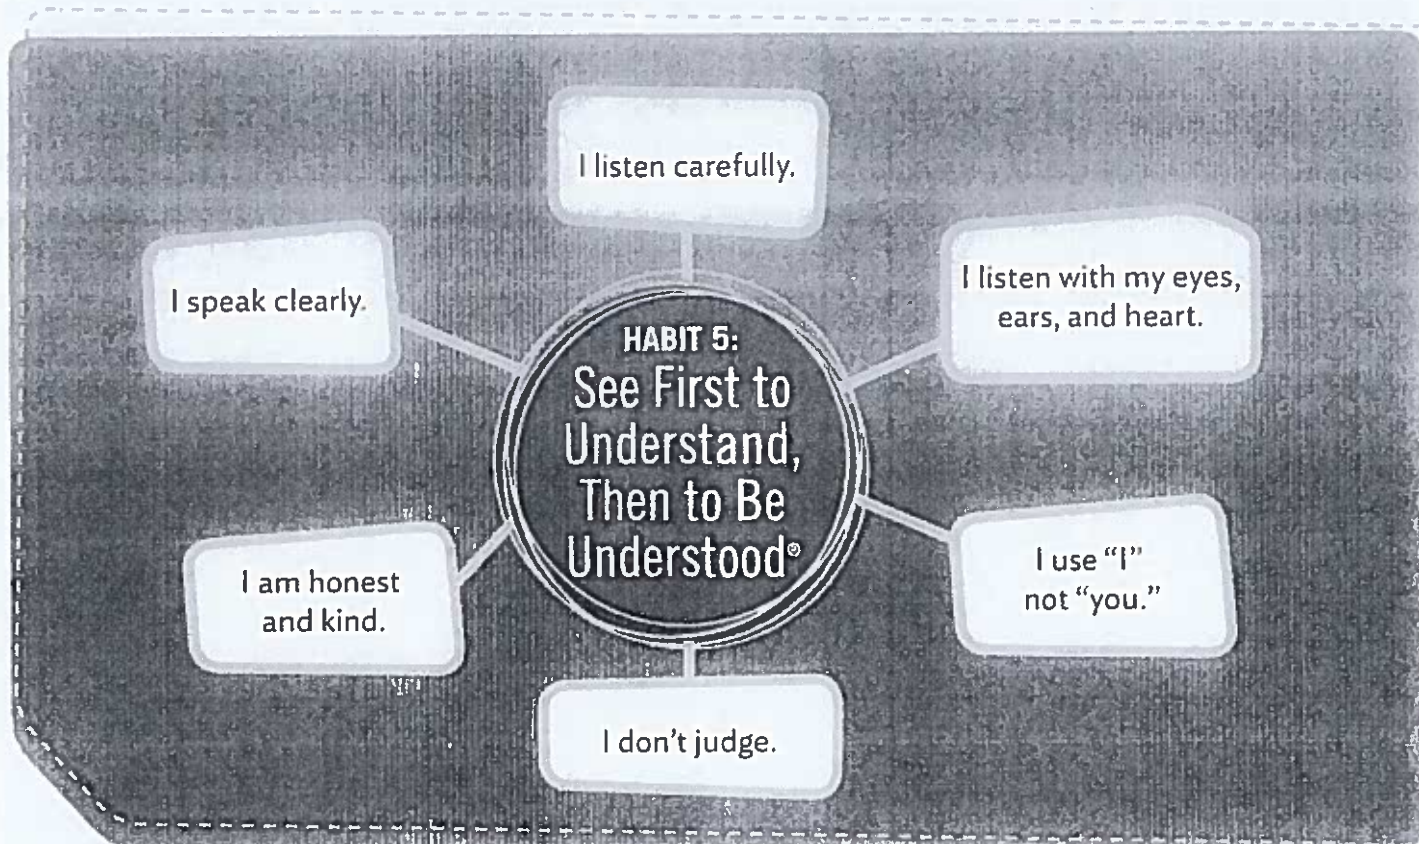 I listen carefully.
I speak clearly.
I listen with my eyes,
ears, and heart.
HABIT 5:
See First to
Understand,
Then to Be
Understood®
I am honest
and kind.
I use “I”
not “you.”
I don’t judge.